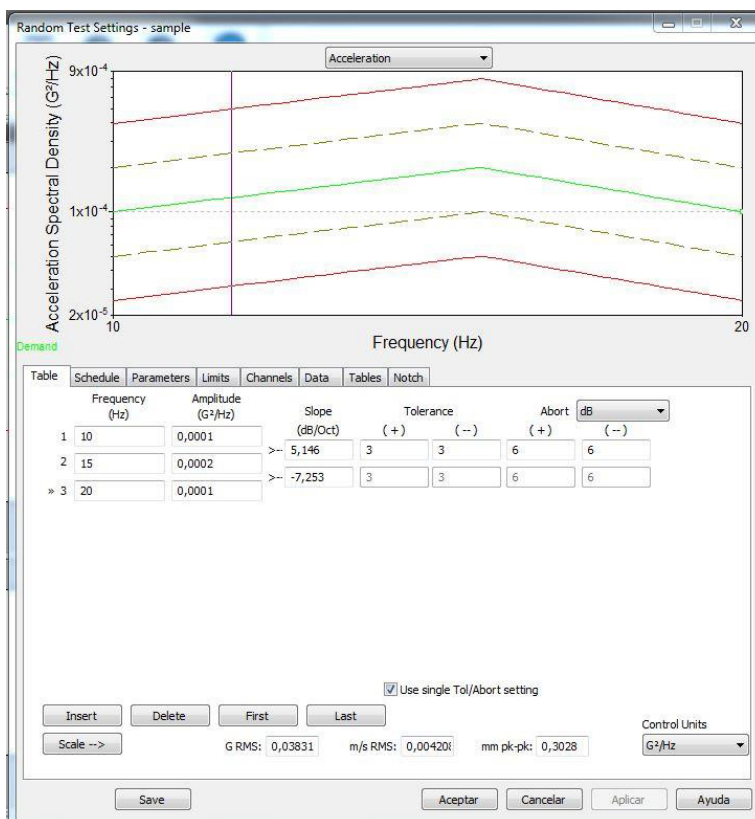 Random Test Settings - sample
Acceleration
Acceleration Spectral Density (G²/Hz)
9x10⁻⁴
1x10⁻⁴
2x10⁻⁵
10
20
Frequency (Hz)
Demand
Table Schedule Parameters Limits Channels Data Tables Notch
Frequency (Hz) Amplitude (G²/Hz) Slope (dB/Oct) Tolerance (+) (--) Abort dB (+) (--)
1 10 0,0001
>-- 5,146 3 3 6 6
2 15 0,0002
>-- -7,253 3 3 6 6
» 3 20 0,0001
Use single Tol/Abort setting
Insert Delete First Last
Control Units
Scale --> G RMS: 0,03831 m/s RMS: 0,00420 mm pk-pk: 0,3028 G²/Hz
Save Aceptar Cancelar Aplicar Ayuda